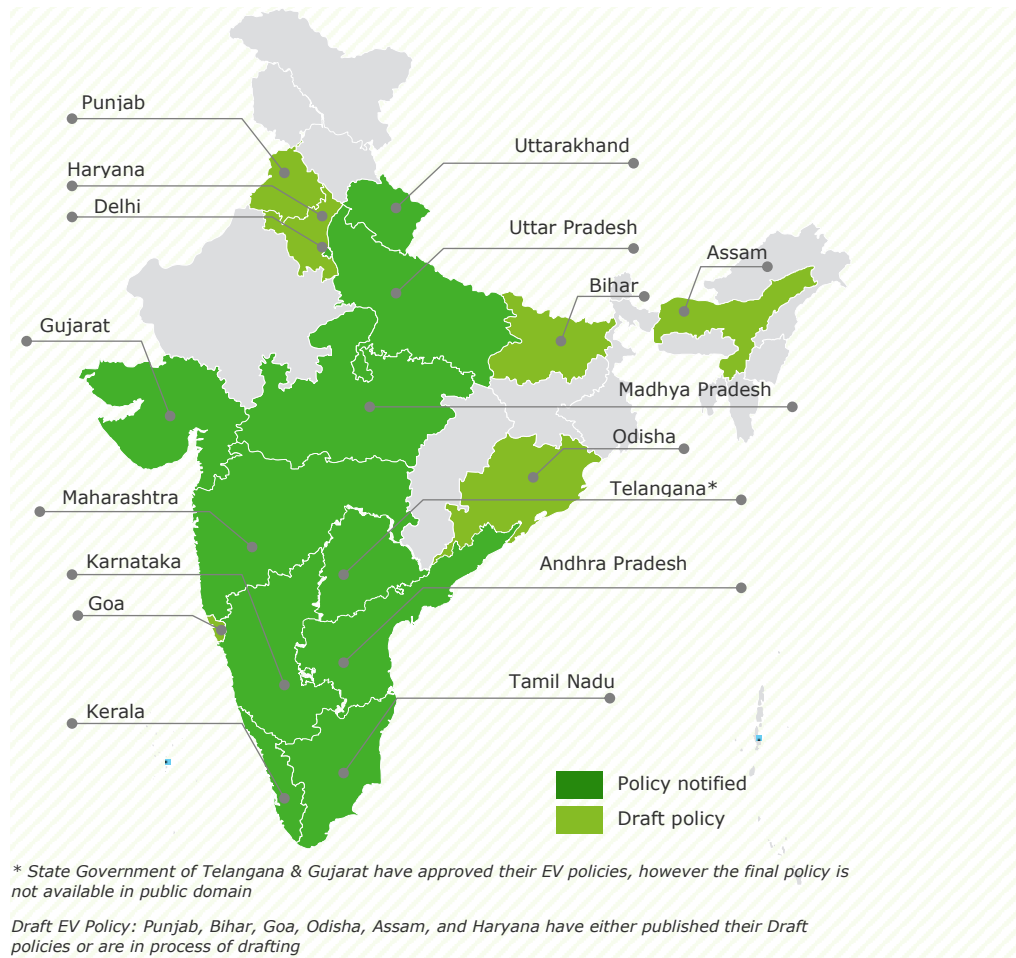 Punjab
Uttarakhand
Haryana
Delhi
Uttar Pradesh
Assam
Bihar
Gujarat
Madhya Pradesh
Odisha
Telangana*
Maharashtra
Karnataka
Andhra Pradesh
Goa
Tamil Nadu
Kerala
Policy notified
Draft policy
* State Government of Telangana & Gujarat have approved their EV policies, however the final policy is
not available in public domain
Draft EV Policy: Punjab, Bihar, Goa, Odisha, Assam, and Haryana have either published their Draft
policies or are in process of drafting